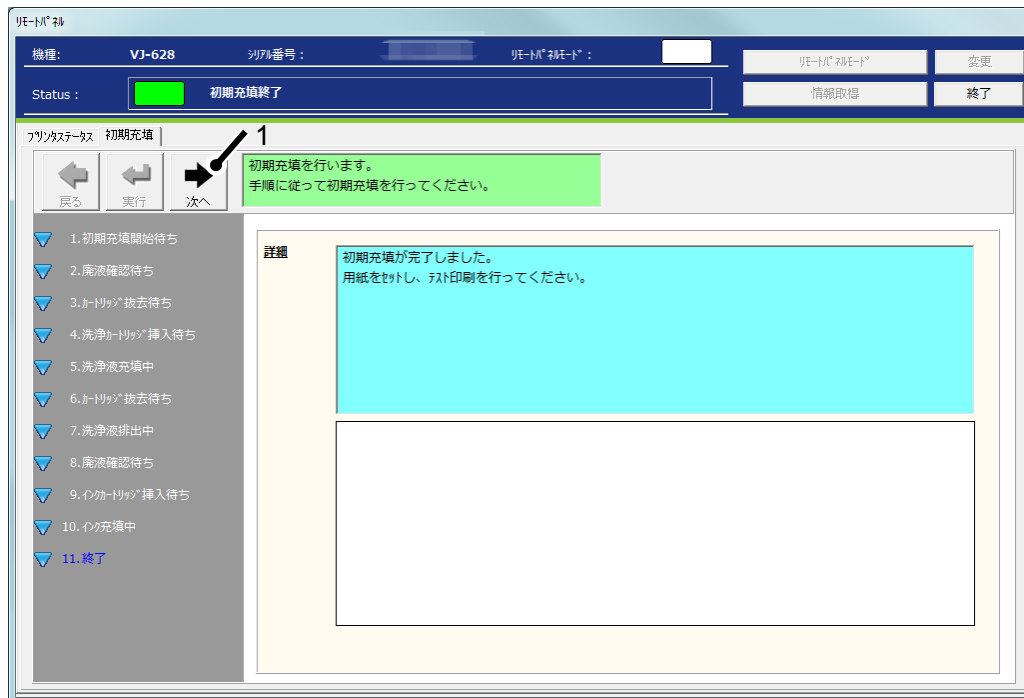 ﾘﾓｰﾄﾊﾟﾈﾙ
機種:
VJ-628
ｼﾘｱﾙ番号：
ﾘﾓｰﾄﾊﾟﾈﾙﾓｰﾄﾞ：
ﾘﾓｰﾄﾊﾟﾈﾙﾓｰﾄﾞ
変更
Status：
初期充填終了
情報取得
終了
ﾌﾟﾘﾝﾀｽﾃｰﾀｽ
初期充填
1
戻る
実行
次へ
初期充填を行います。
手順に従って初期充填を行ってください。
1.初期充填開始待ち
2.廃液確認待ち
3.ｶｰﾄﾘｯｼﾞ抜去待ち
4.洗浄ｶｰﾄﾘｯｼﾞ挿入待ち
5.洗浄液充填中
6.ｶｰﾄﾘｯｼﾞ抜去待ち
7.洗浄液排出中
8.廃液確認待ち
9.ｲﾝｸｶｰﾄﾘｯｼﾞ挿入待ち
10.ｲﾝｸ充填中
11.終了
詳細
初期充填が完了しました。
用紙をｾｯﾄし、ﾃｽﾄ印刷を行ってください。